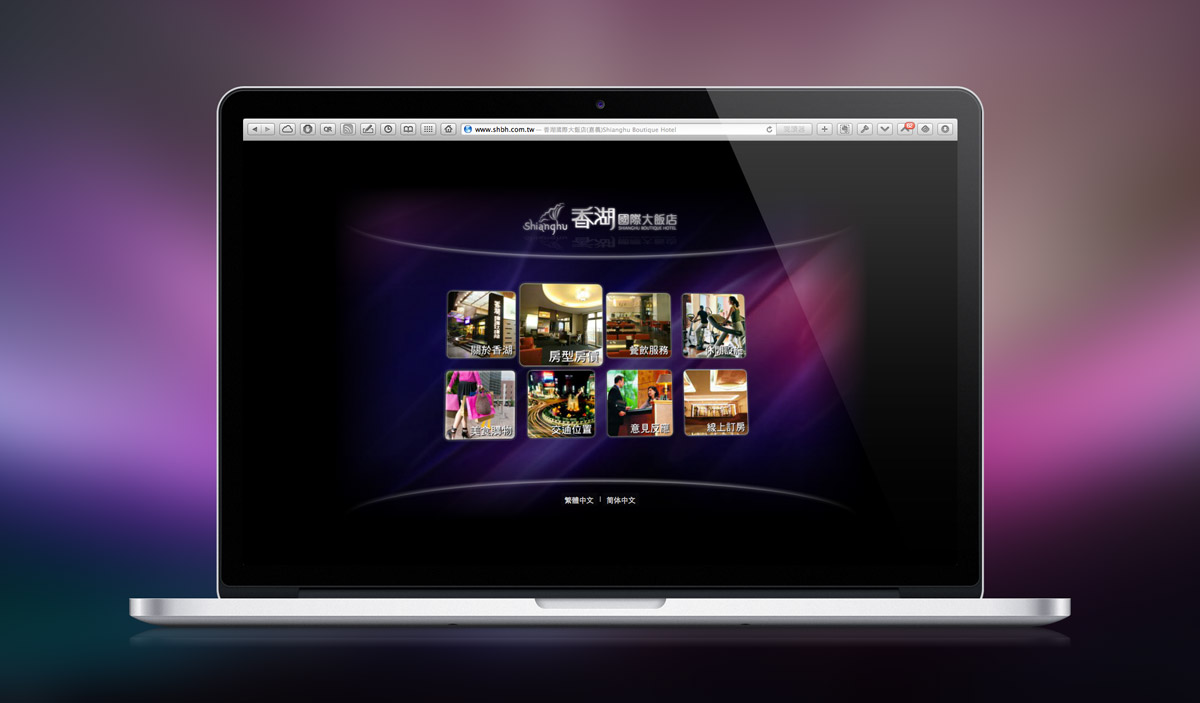 www.shbh.com.tw — 香湖國際大飯店(嘉義)Shianghu Boutique Hotel
閱讀器
Shianghu 香湖 國際大飯店
SHIANGHU BOUTIQUE HOTEL
關於香湖 房型房價 餐飲服務 休閒設施
美食購物 交通位置 意見反應 線上訂房
繁體中文 | 简体中文